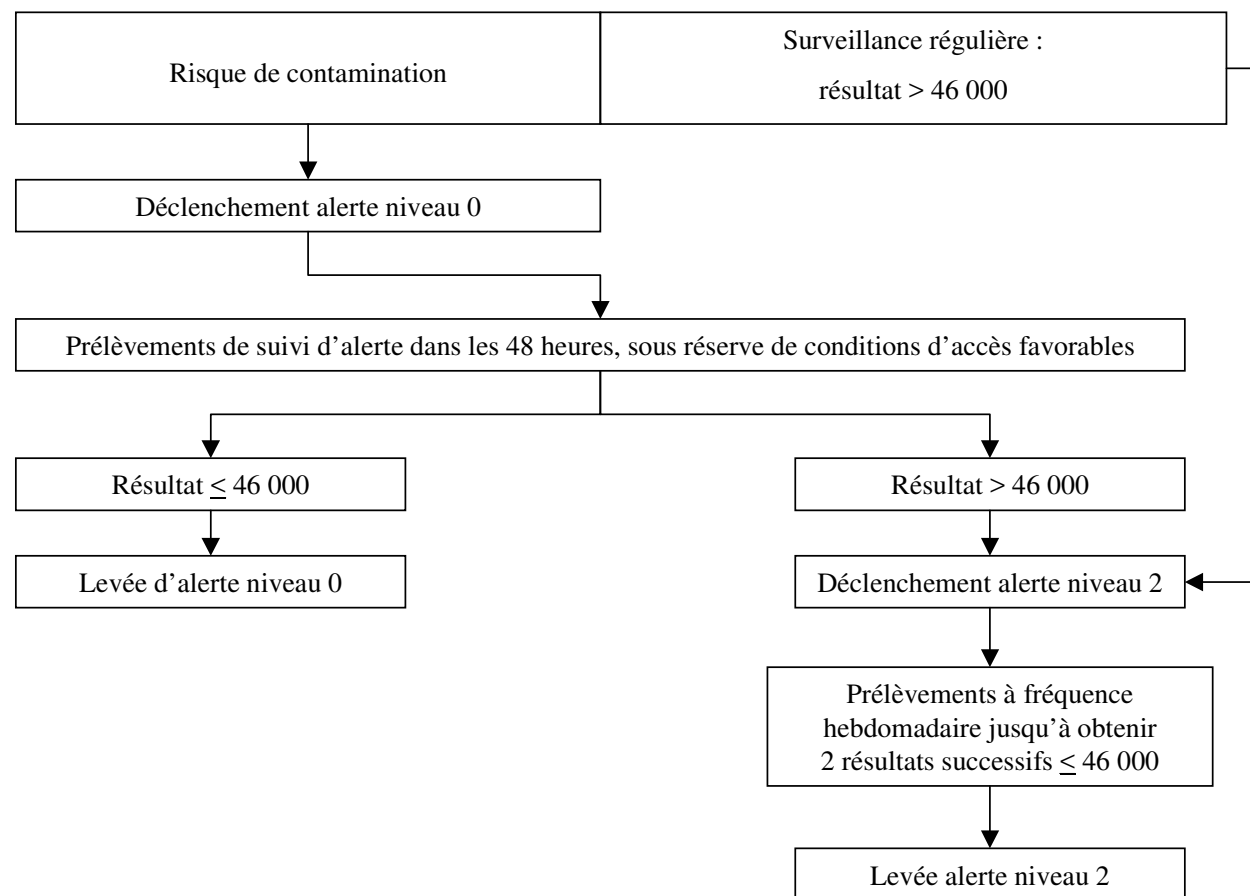 Risque de contamination
Surveillance régulière :
résultat > 46 000
Déclenchement alerte niveau 0
Prélèvements de suivi d’alerte dans les 48 heures, sous réserve de conditions d’accès favorables
Résultat ≤ 46 000
Résultat > 46 000
Levée d’alerte niveau 0
Déclenchement alerte niveau 2
Prélèvements à fréquence
hebdomadaire jusqu’à obtenir
2 résultats successifs ≤ 46 000
Levée alerte niveau 2